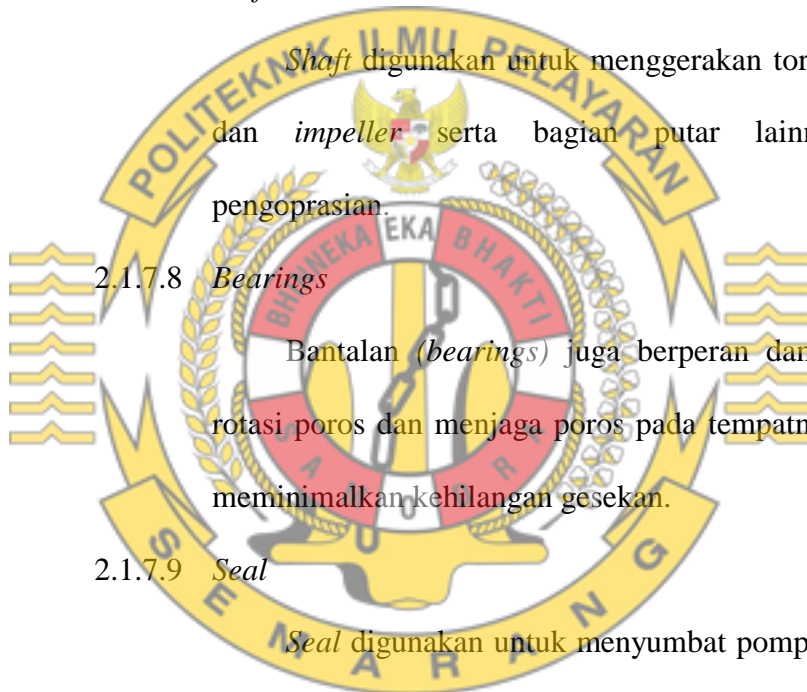 Shaft digunakan untuk menggerakan tor
dan impeller serta bagian putar lain
pengoprasian.
2.1.7.8 Bearings
Bantalan (bearings) juga berperan dan
rotasi poros dan menjaga poros pada tempatn
meminimalkan kehilangan gesekan.
2.1.7.9 Seal
Seal digunakan untuk menyumbat pomp
POLITEKNIK ILMU PELAYARAN
BHINNEKA EKA BHAKTI
SEMARANG